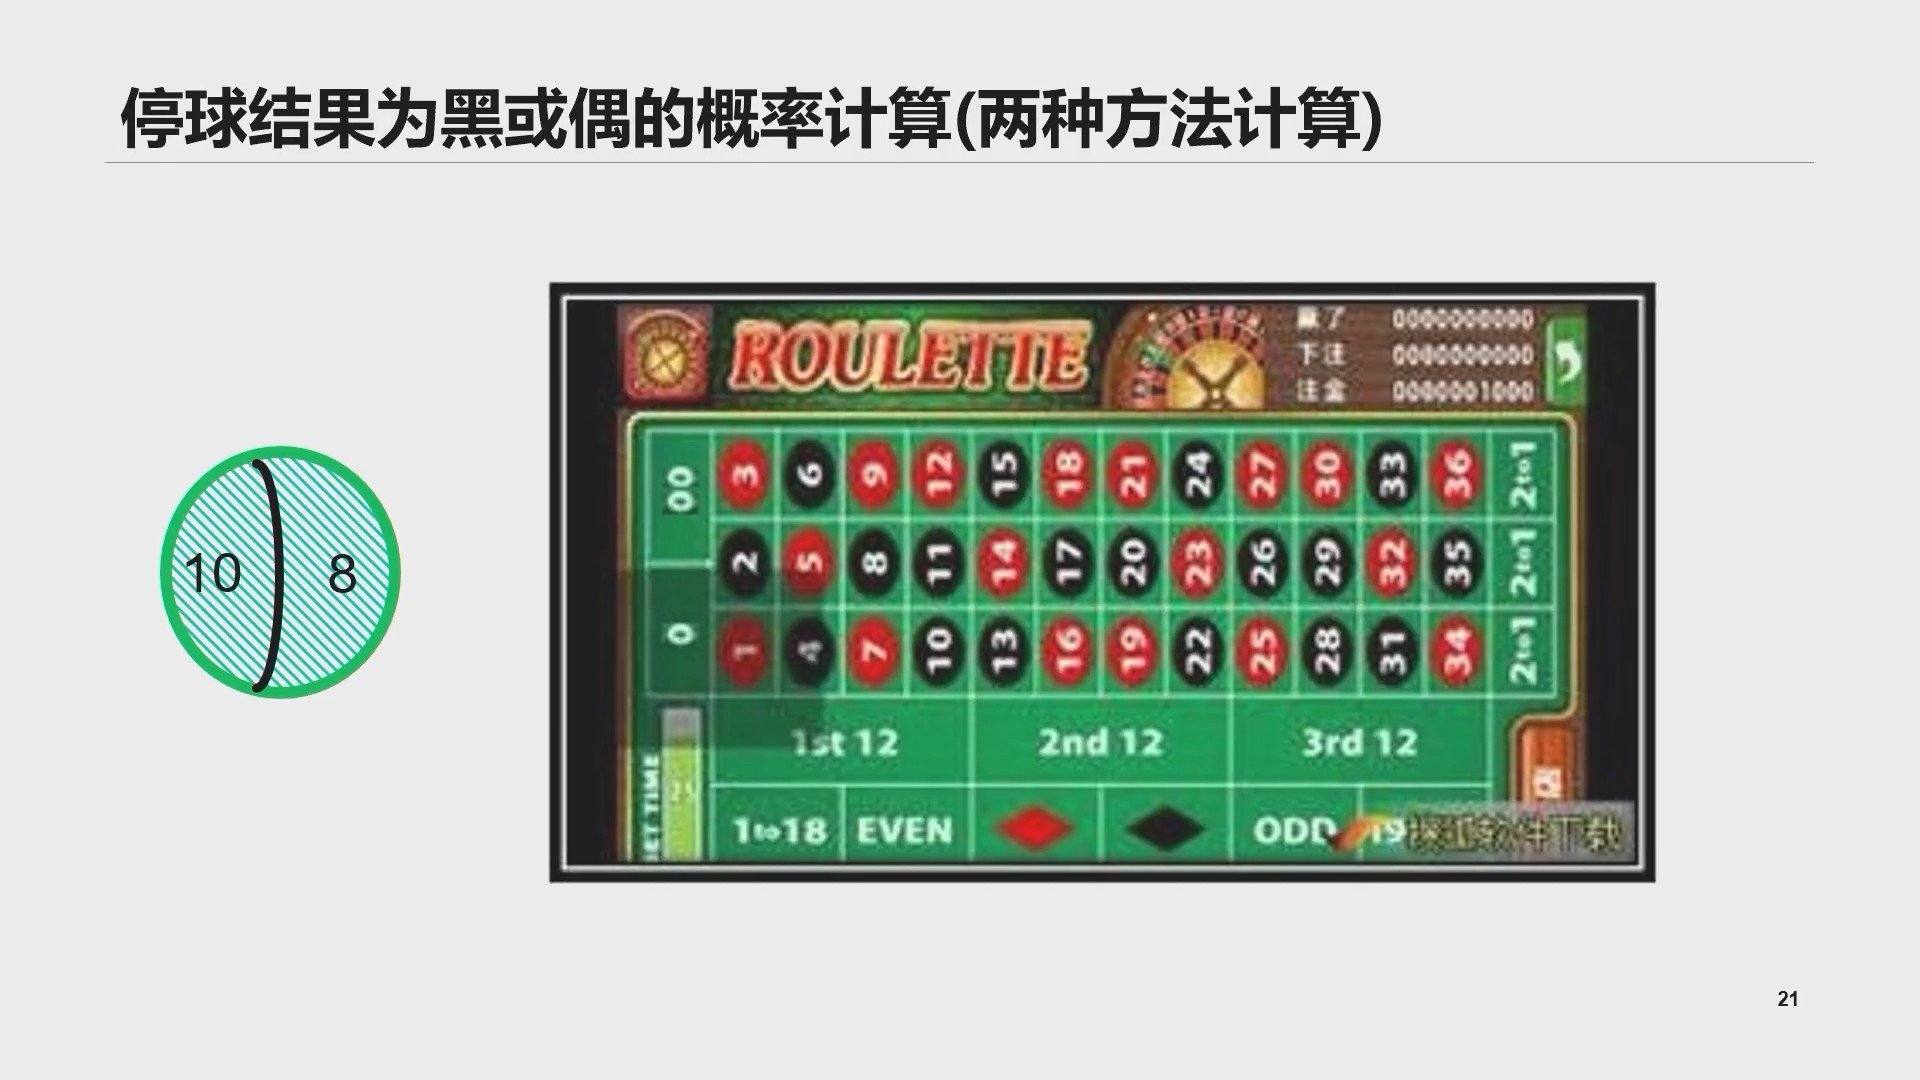 停球结果为黑或偶的概率计算(两种方法计算)
10 8
ROULETTE
赢了 0000000000
下注 0000000000
注金 0000001000
00 3 6 9 12 15 18 21 24 27 30 33 36 2to1
2 5 8 11 14 17 20 23 26 29 32 35 2to1
0 1 4 7 10 13 16 19 22 25 28 31 34 2to1
1st 12 2nd 12 3rd 12
BET TIME
25
1to18 EVEN ODD 19
搜狐软件下载
21